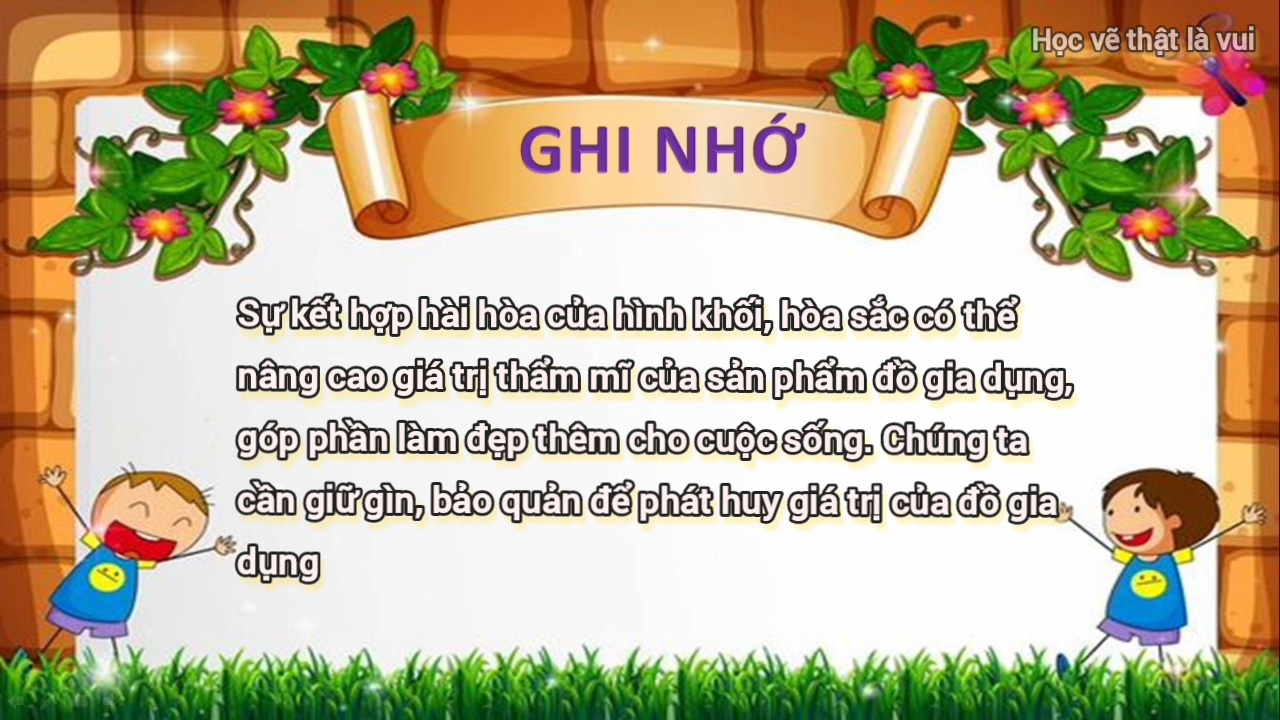 Học vẽ thật là vui
GHI NHỚ
Sự kết hợp hài hòa của hình khối, hòa sắc có thể
nâng cao giá trị thẩm mĩ của sản phẩm đồ gia dụng,
góp phần làm đẹp thêm cho cuộc sống. Chúng ta
cần giữ gìn, bảo quản để phát huy giá trị của đồ gia
dụng